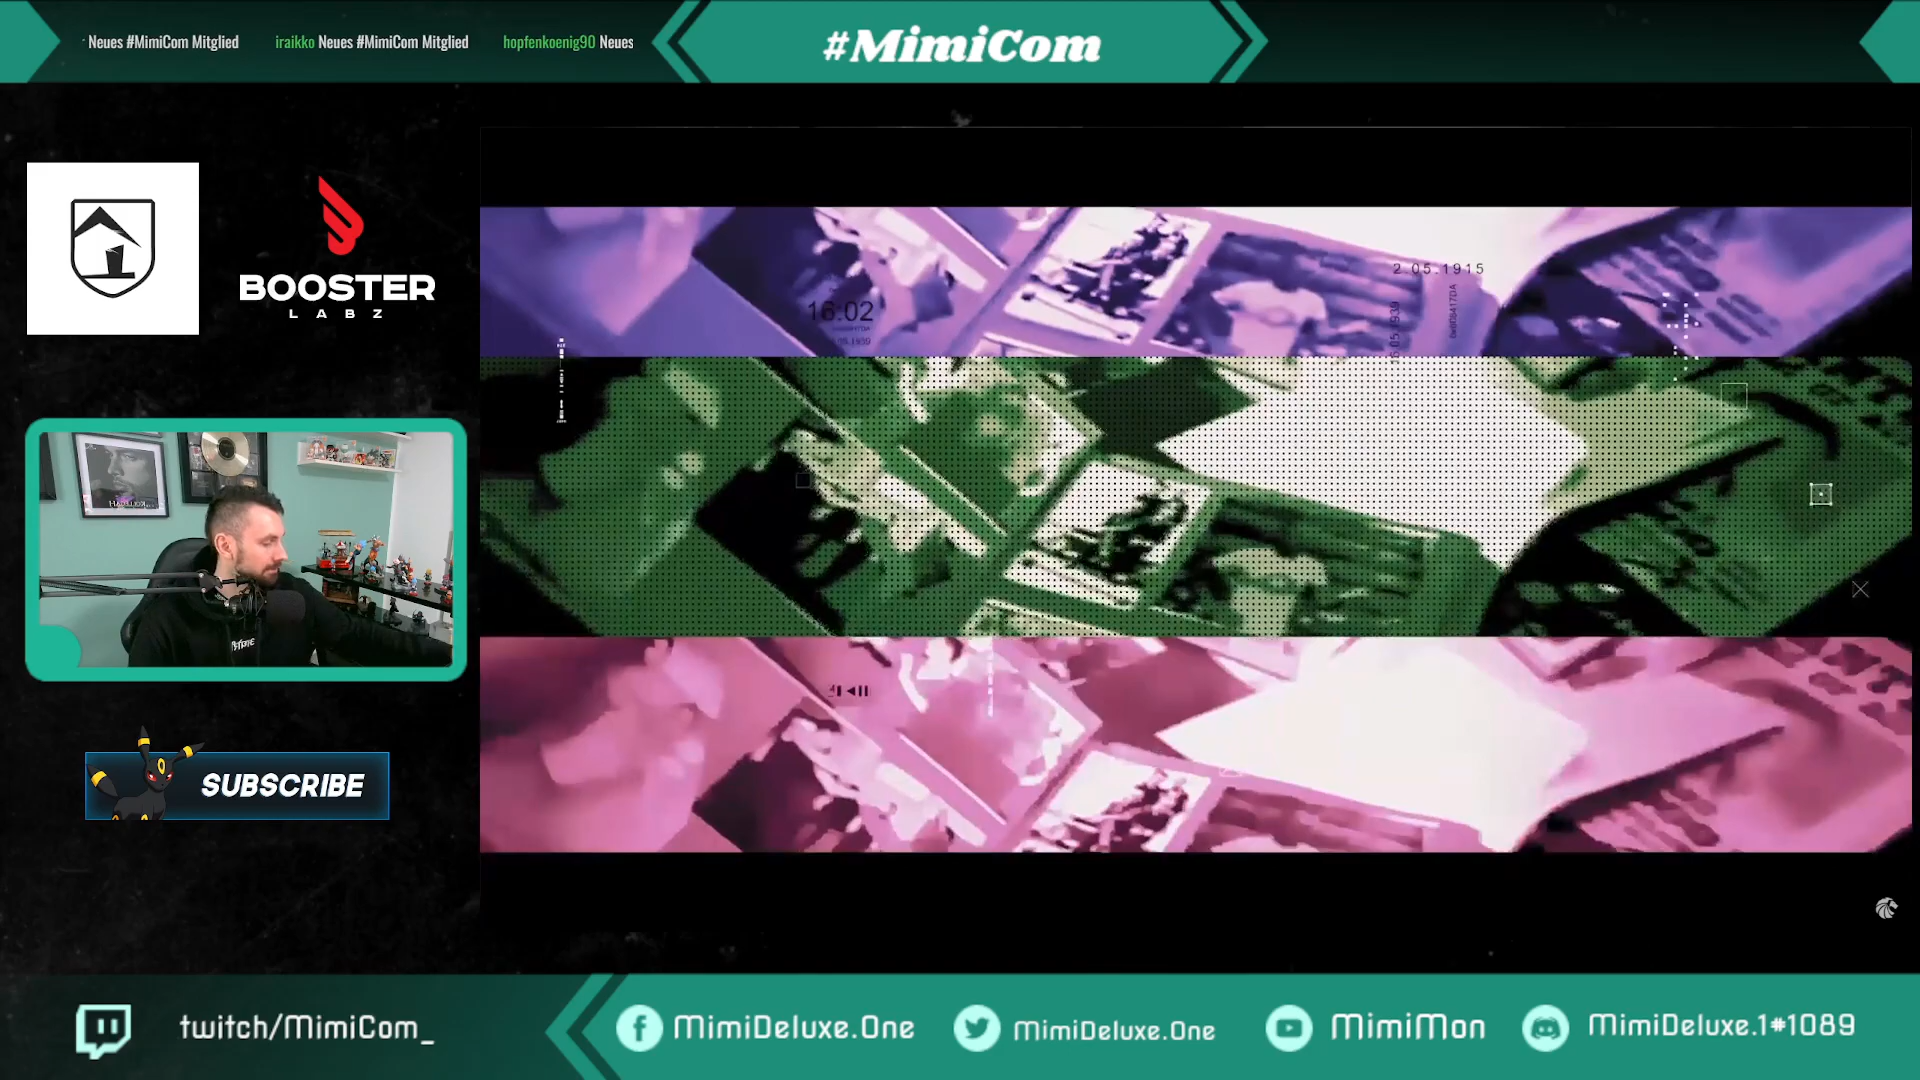 Neues #MimiCom Mitglied
iraikko Neues #MimiCom Mitglied
hopfenkoenig90 Neues
#MimiCom
BOOSTER
LABZ
2.05.1915
16:02
SUBSCRIBE
twitch/MimiCom_
MimiDeluxe.One
MimiDeluxe.One
MimiMon
MimiDeluxe.1#1089